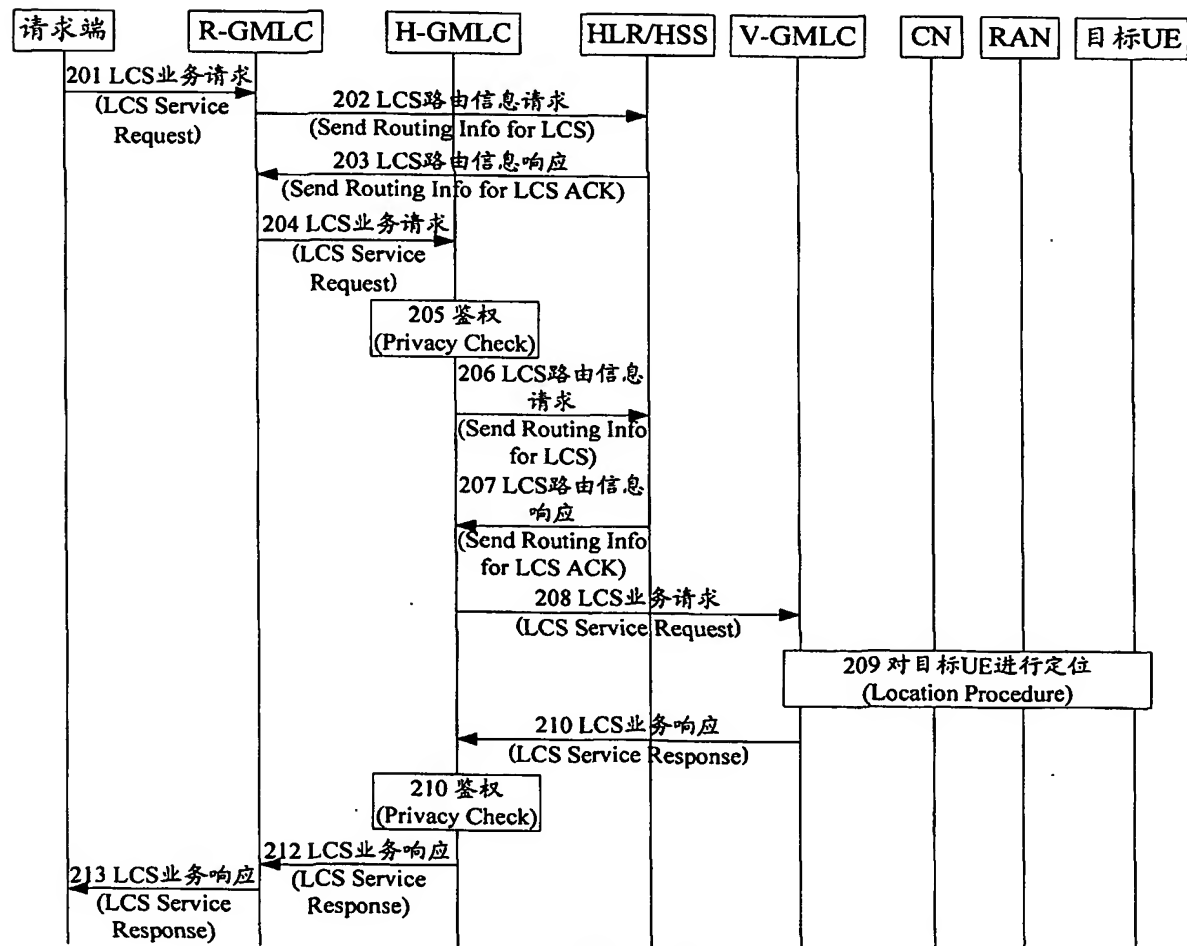 请求端
R-GMLC
H-GMLC
HLR/HSS
V-GMLC
CN
RAN
目标UE
201 LCS业务请求
(LCS Service
Request)
202 LCS路由信息请求
(Send Routing Info for LCS)
203 LCS路由信息响应
(Send Routing Info for LCS ACK)
204 LCS业务请求
(LCS Service
Request)
205 鉴权
(Privacy Check)
206 LCS路由信息
请求
(Send Routing Info
for LCS)
207 LCS路由信息
响应
(Send Routing Info
for LCS ACK)
208 LCS业务请求
(LCS Service Request)
209 对目标UE进行定位
(Location Procedure)
210 LCS业务响应
(LCS Service Response)
210 鉴权
(Privacy Check)
212 LCS业务响应
(LCS Service
Response)
213 LCS业务响应
(LCS Service
Response)